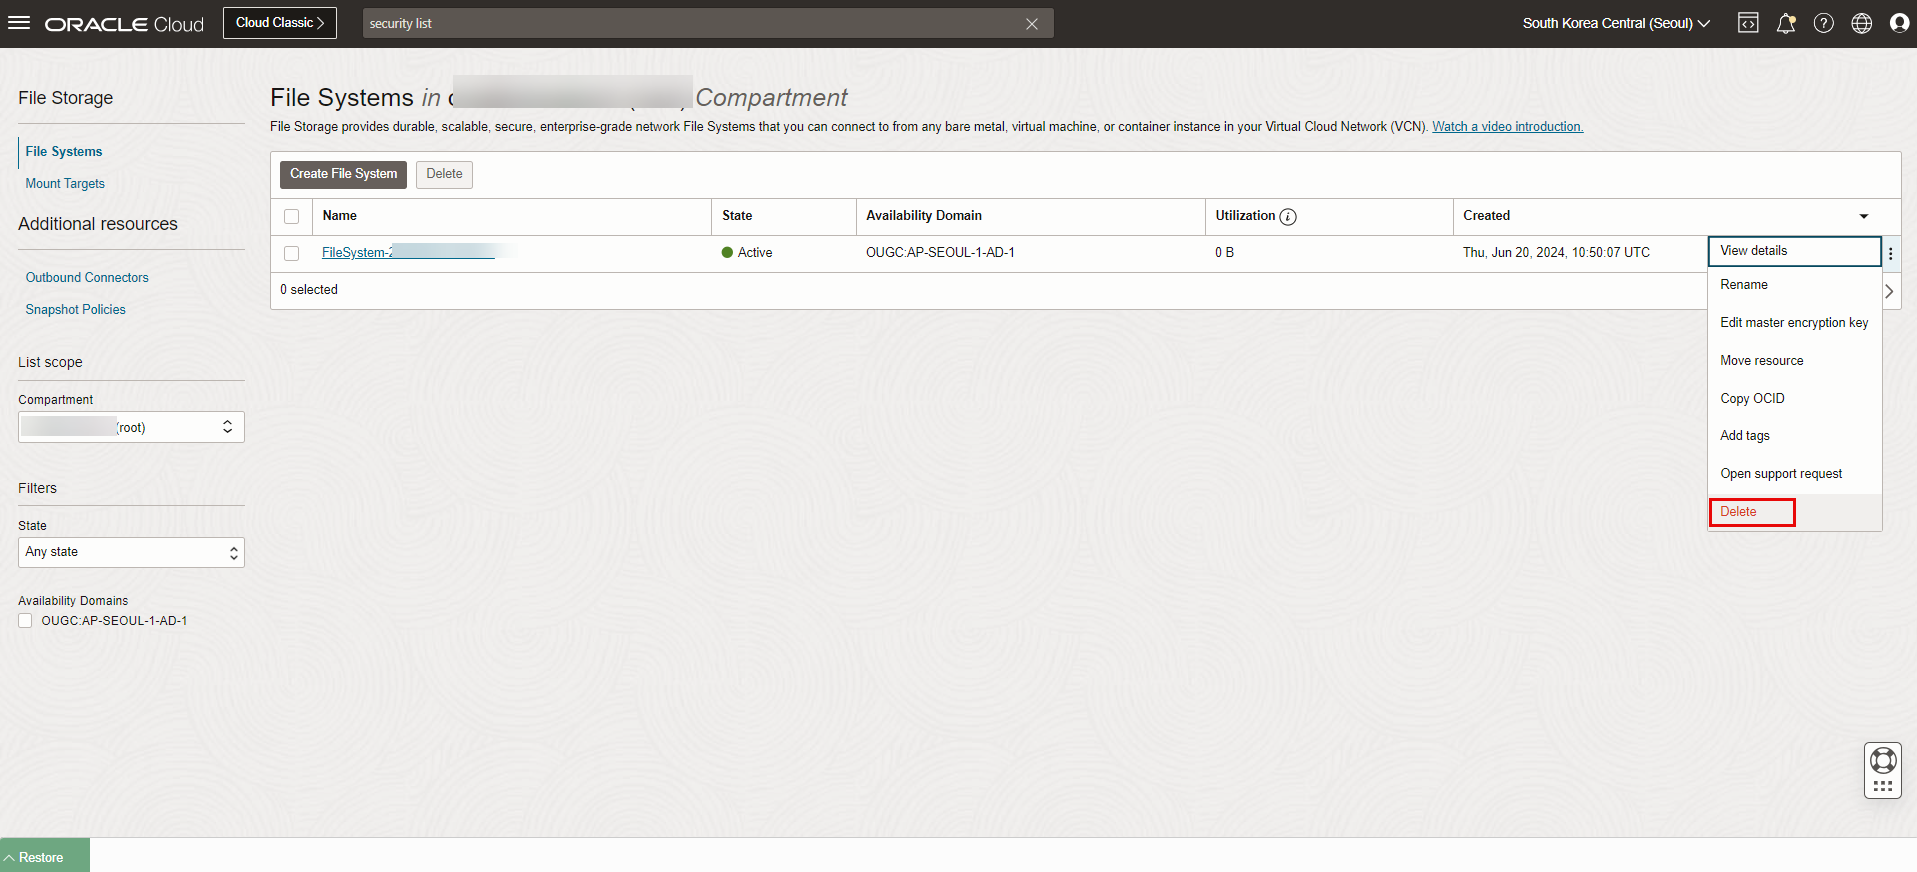 ORACLE Cloud
Cloud Classic
security list
South Korea Central (Seoul)
File Storage
File Systems
Mount Targets
Additional resources
Outbound Connectors
Snapshot Policies
List scope
Compartment
(root)
Filters
State
Any state
Availability Domains
OUGC:AP-SEOUL-1-AD-1
File Systems in Compartment
File Storage provides durable, scalable, secure, enterprise-grade network File Systems that you can connect to from any bare metal, virtual machine, or container instance in your Virtual Cloud Network (VCN). Watch a video introduction.
Create File System Delete
Name State Availability Domain Utilization i Created
FileSystem- Active OUGC:AP-SEOUL-1-AD-1 0 B Thu, Jun 20, 2024, 10:50:07 UTC
0 selected
View details
Rename
Edit master encryption key
Move resource
Copy OCID
Add tags
Open support request
Delete
Restore